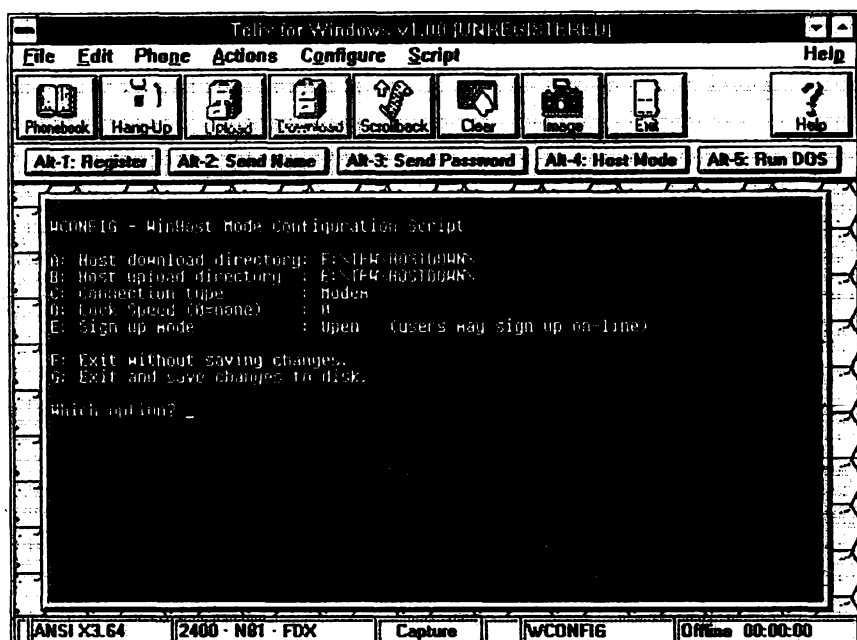 Telix for Windows v1.00 [UNREGISTERED]
File Edit Phone Actions Configure Script Help
Phonebook Hang-Up Upload Download Scrollback Clear Image Exit Help
Alt-1: Register Alt-2: Send Name Alt-3: Send Password Alt-4: Host Mode Alt-5: Run DOS
WCONFIG - WinHost Mode Configuration Script
A: Host download directory: F:\TFW\HOSTDOWN\
B: Host upload directory : F:\TFW\HOSTDOWN\
C: Connection type : Modem
D: Lock Speed (0=none) : 0
E: Sign up mode : Open (users may sign up on-line)
F: Exit without saving changes.
G: Exit and save changes to disk.
Which option? _
ANSI X3.64 2400 - N81 - FDX Capture WCONFIG Offline 00:00:00